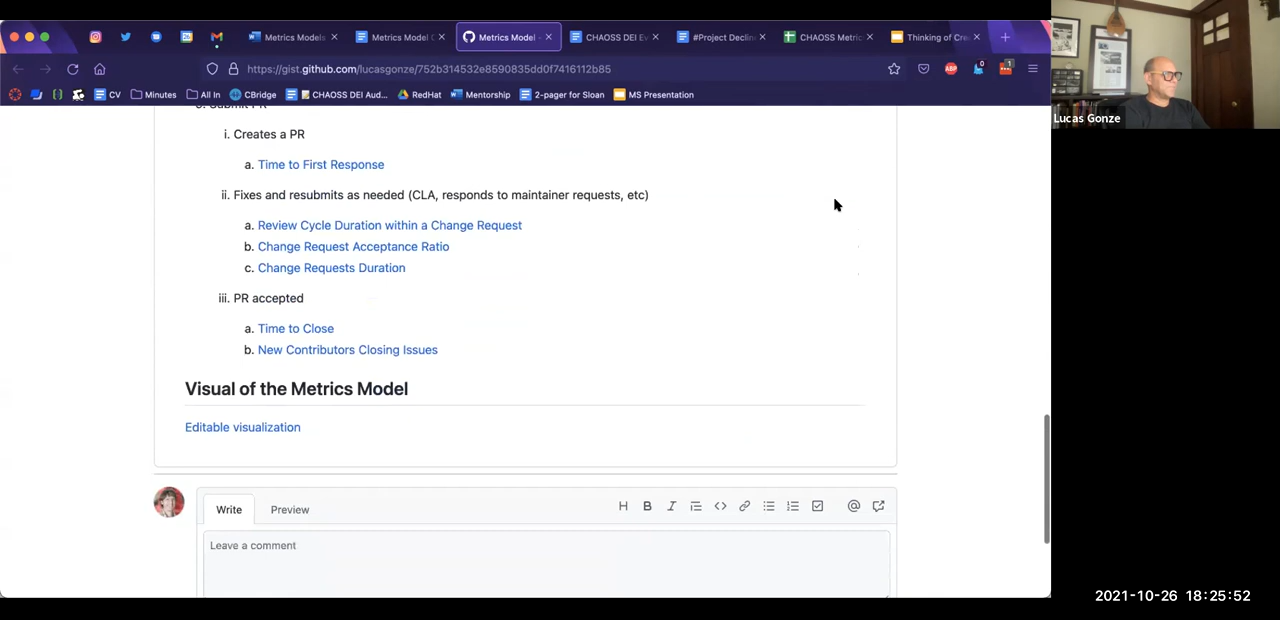 Metrics Models
Metrics Model C
Metrics Model -
CHAOSS DEI Ev
#Project Declin
CHAOSS Metric
Thinking of Cre
https://gist.github.com/lucasgonze/752b314532e8590835dd0f7416112b85
ABP
0
1
CV
Minutes
All In
CBridge
CHAOSS DEI Aud...
RedHat
Mentorship
2-pager for Sloan
MS Presentation
Lucas Gonze
c. Submit PR
i. Creates a PR
a. Time to First Response
ii. Fixes and resubmits as needed (CLA, responds to maintainer requests, etc)
a. Review Cycle Duration within a Change Request
b. Change Request Acceptance Ratio
c. Change Requests Duration
iii. PR accepted
a. Time to Close
b. New Contributors Closing Issues
Visual of the Metrics Model
Editable visualization
Write
Preview
Leave a comment
2021-10-26 18:25:52